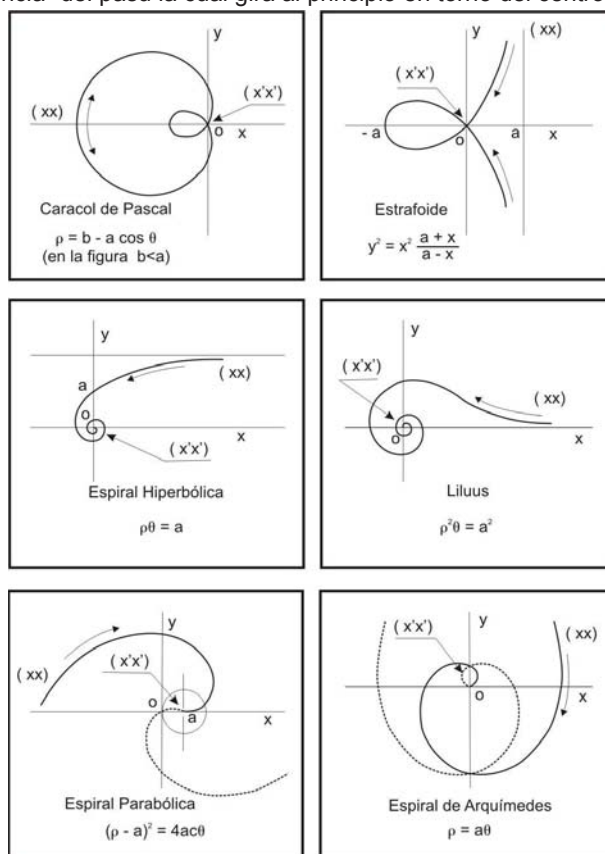 del pasu la cual gira al principio en torno del centro
y
(xx)
(x'x')
o
x
Caracol de Pascal
ρ = b - a cos θ
(en la figura b<a)
y
(xx)
(x'x')
- a
o
a
x
Estrafoide
y² = x² a + x
a - x
y
a
(xx)
o
x
(x'x')
Espiral Hiperbólica
ρθ = a
y
(x'x')
(xx)
o
x
Liluus
ρ²θ = a²
y
(x'x')
(xx)
o
a
x
Espiral Parabólica
(ρ - a)² = 4acθ
y
(x'x')
(xx)
o
x
Espiral de Arquímedes
ρ = aθ